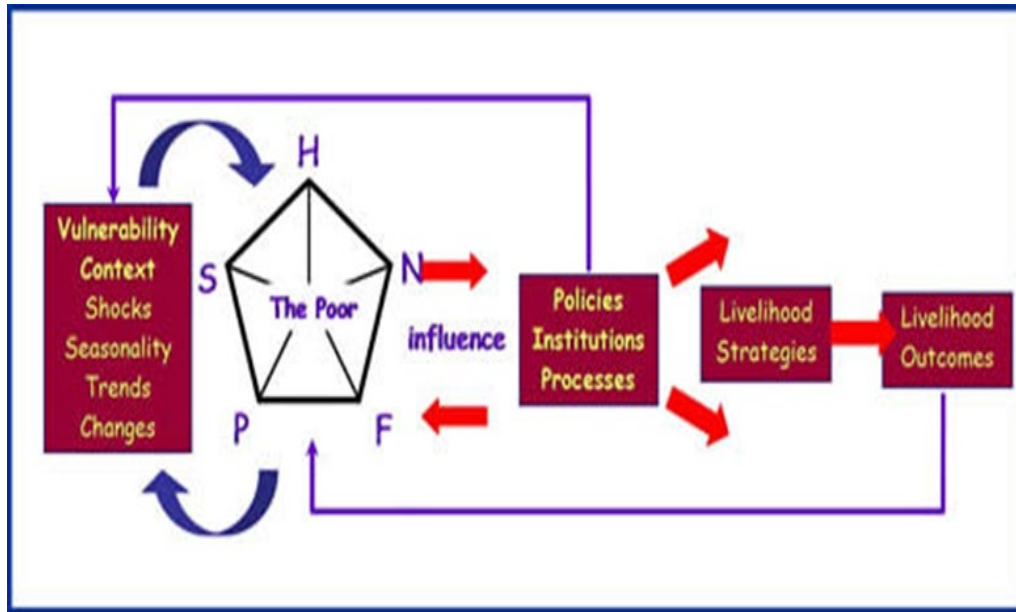 H
Vulnerability
Context
Shocks
Seasonality
Trends
Changes
S
The Poor
N
P
F
influence
Policies
Institutions
Processes
Livelihood
Strategies
Livelihood
Outcomes